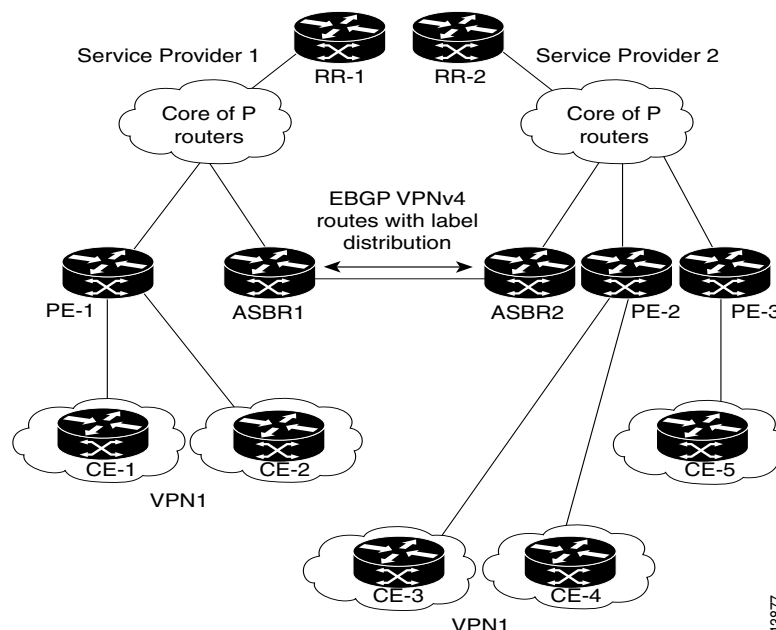 Service Provider 1
RR-1
RR-2
Service Provider 2
Core of P
routers
Core of P
routers
EBGP VPNv4
routes with label
distribution
PE-1
ASBR1
ASBR2
PE-2
PE-3
CE-1
CE-2
CE-5
VPN1
CE-3
CE-4
VPN1